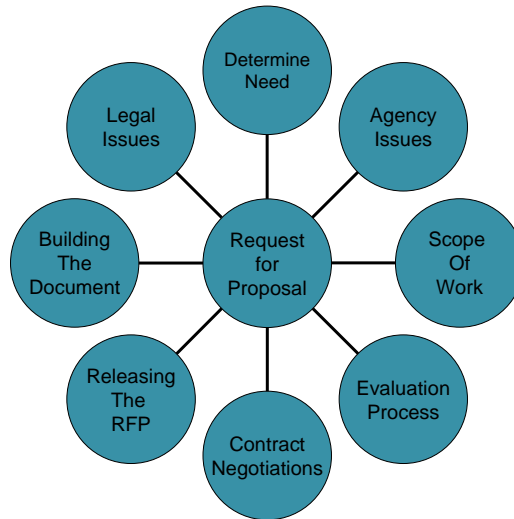 Determine
Need
Legal
Issues
Agency
Issues
Building
The
Document
Request
for
Proposal
Scope
Of
Work
Releasing
The
RFP
Evaluation
Process
Contract
Negotiations